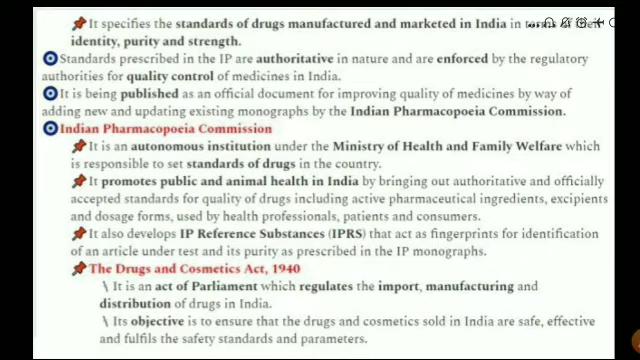 It specifies the standards of drugs manufactured and marketed in India in terms of their
identity, purity and strength.
Standards prescribed in the IP are authoritative in nature and are enforced by the regulatory
authorities for quality control of medicines in India.
It is being published as an official document for improving quality of medicines by way of
adding new and updating existing monographs by the Indian Pharmacopoeia Commission.
Indian Pharmacopoeia Commission
It is an autonomous institution under the Ministry of Health and Family Welfare which
is responsible to set standards of drugs in the country.
It promotes public and animal health in India by bringing out authoritative and officially
accepted standards for quality of drugs including active pharmaceutical ingredients, excipients
and dosage forms, used by health professionals, patients and consumers.
It also develops IP Reference Substances (IPRS) that act as fingerprints for identification
of an article under test and its purity as prescribed in the IP monographs.
The Drugs and Cosmetics Act, 1940
\ It is an act of Parliament which regulates the import, manufacturing and
distribution of drugs in India.
\ Its objective is to ensure that the drugs and cosmetics sold in India are safe, effective
and fulfils the safety standards and parameters.